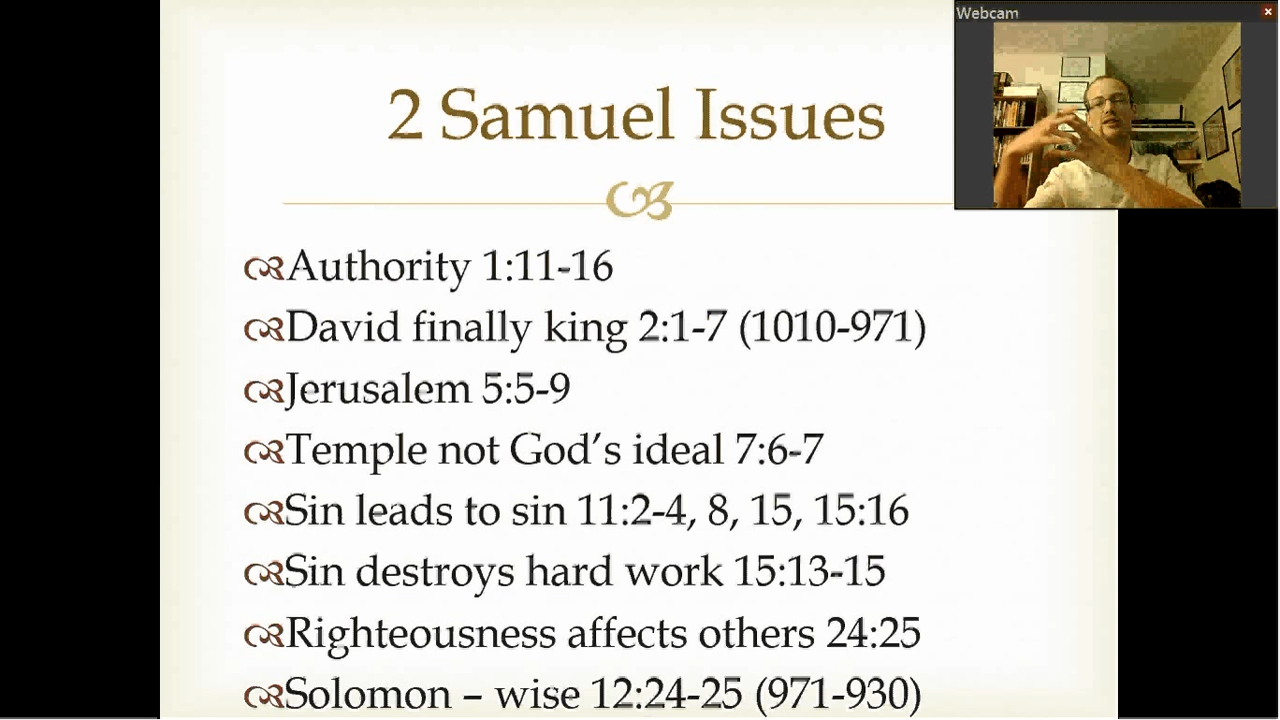 Webcam
2 Samuel Issues
Authority 1:11-16
David finally king 2:1-7 (1010-971)
Jerusalem 5:5-9
Temple not God’s ideal 7:6-7
Sin leads to sin 11:2-4, 8, 15, 15:16
Sin destroys hard work 15:13-15
Righteousness affects others 24:25
Solomon – wise 12:24-25 (971-930)